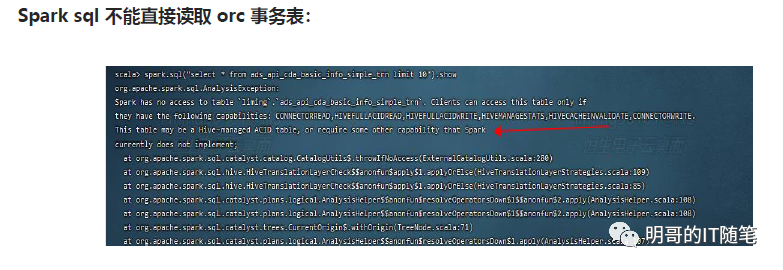 Spark sql 不能直接读取 orc 事务表：
scala> spark.sql("select * from ads_api_cda_basic_info_simple_trn limit 10").show
org.apache.spark.sql.AnalysisException:
Spark has no access to table `liming`.`ads_api_cda_basic_info_simple_trn`. Clients can access this table only if
they have the following capabilities: CONNECTORREAD,HIVEFULLACIDREAD,HIVEFULLACIDWRITE,HIVEMANAGESTATS,HIVECACHEINVALIDATE,CONNECTORWRITE.
This table may be a Hive-managed ACID table, or require some other capability that Spark
currently does not implement;
at org.apache.spark.sql.catalyst.catalog.CatalogUtils$.throwIfNoAccess(ExternalCatalogUtils.scala:280)
at org.apache.spark.sql.hive.HiveTranslationLayerCheck$$anonfun$apply$1.applyOrElse(HiveTranslationLayerStrategies.scala:109)
at org.apache.spark.sql.hive.HiveTranslationLayerCheck$$anonfun$apply$1.applyOrElse(HiveTranslationLayerStrategies.scala:85)
at org.apache.spark.sql.catalyst.plans.logical.AnalysisHelper$$anonfun$resolveOperatorsDown$1$$anonfun$2.apply(AnalysisHelper.scala:108)
at org.apache.spark.sql.catalyst.plans.logical.AnalysisHelper$$anonfun$resolveOperatorsDown$1$$anonfun$2.apply(AnalysisHelper.scala:108)
at org.apache.spark.sql.catalyst.trees.CurrentOrigin$.withOrigin(TreeNode.scala:71)
at org.apache.spark.sql.catalyst.plans.logical.AnalysisHelper$$anonfun$resolveOperatorsDown$1.apply(AnalysisHelper
明哥的IT随笔